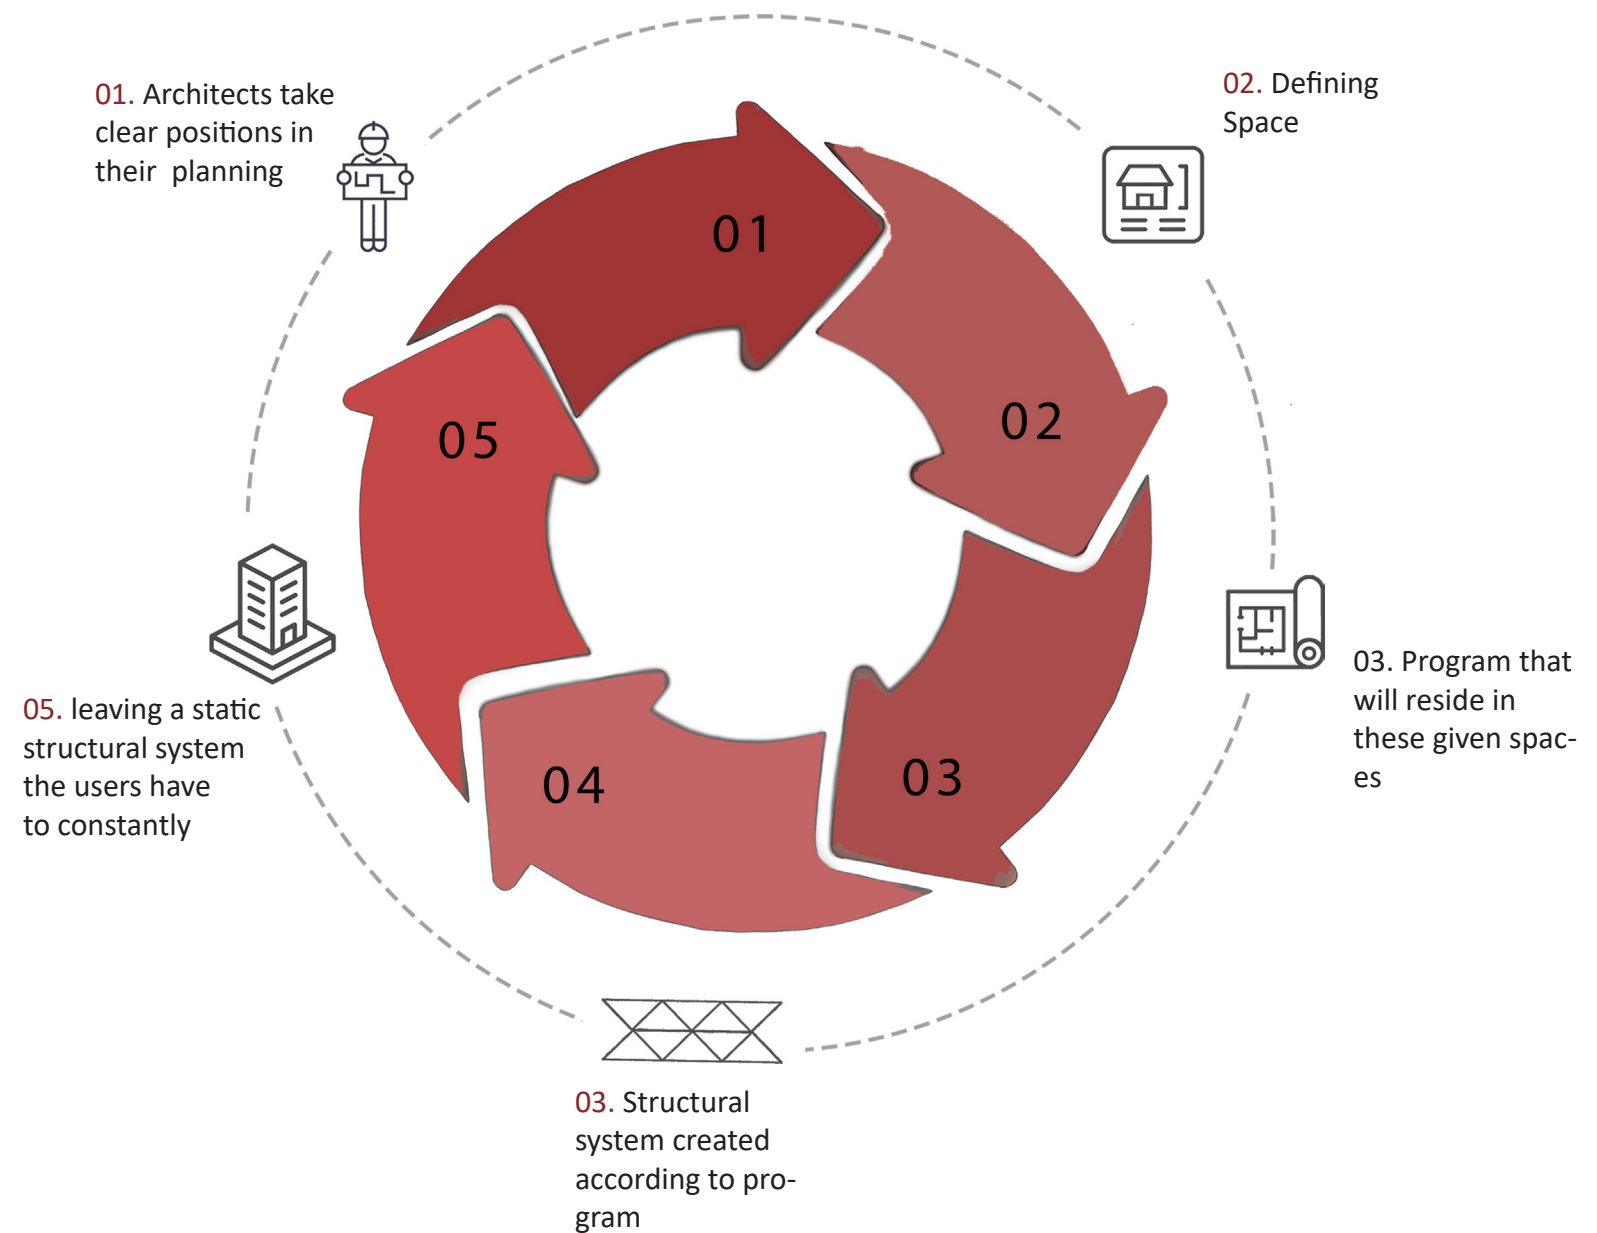 01. Architects take
clear positions in
their  planning
02. Defining
Space
01
02
05
03. Program that
will reside in
these given spac-
es
05. leaving a static
structural system
the users have
to constantly
03
04
03. Structural
system created
according to pro-
gram